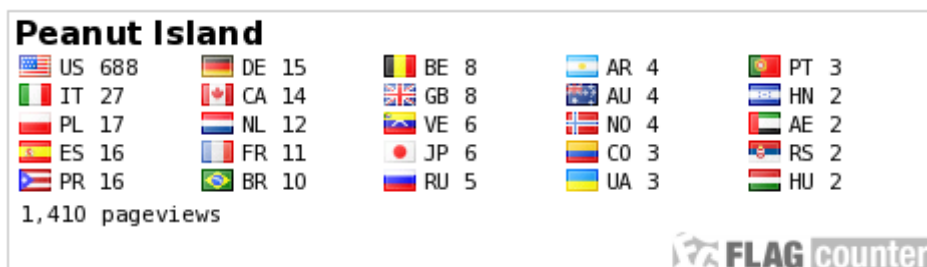 Peanut Island
US 688 DE 15 BE 8 AR 4 PT 3
IT 27 CA 14 GB 8 AU 4 HN 2
PL 17 NL 12 VE 6 NO 4 AE 2
ES 16 FR 11 JP 6 CO 3 RS 2
PR 16 BR 10 RU 5 UA 3 HU 2
1,410 pageviews
FLAG counter